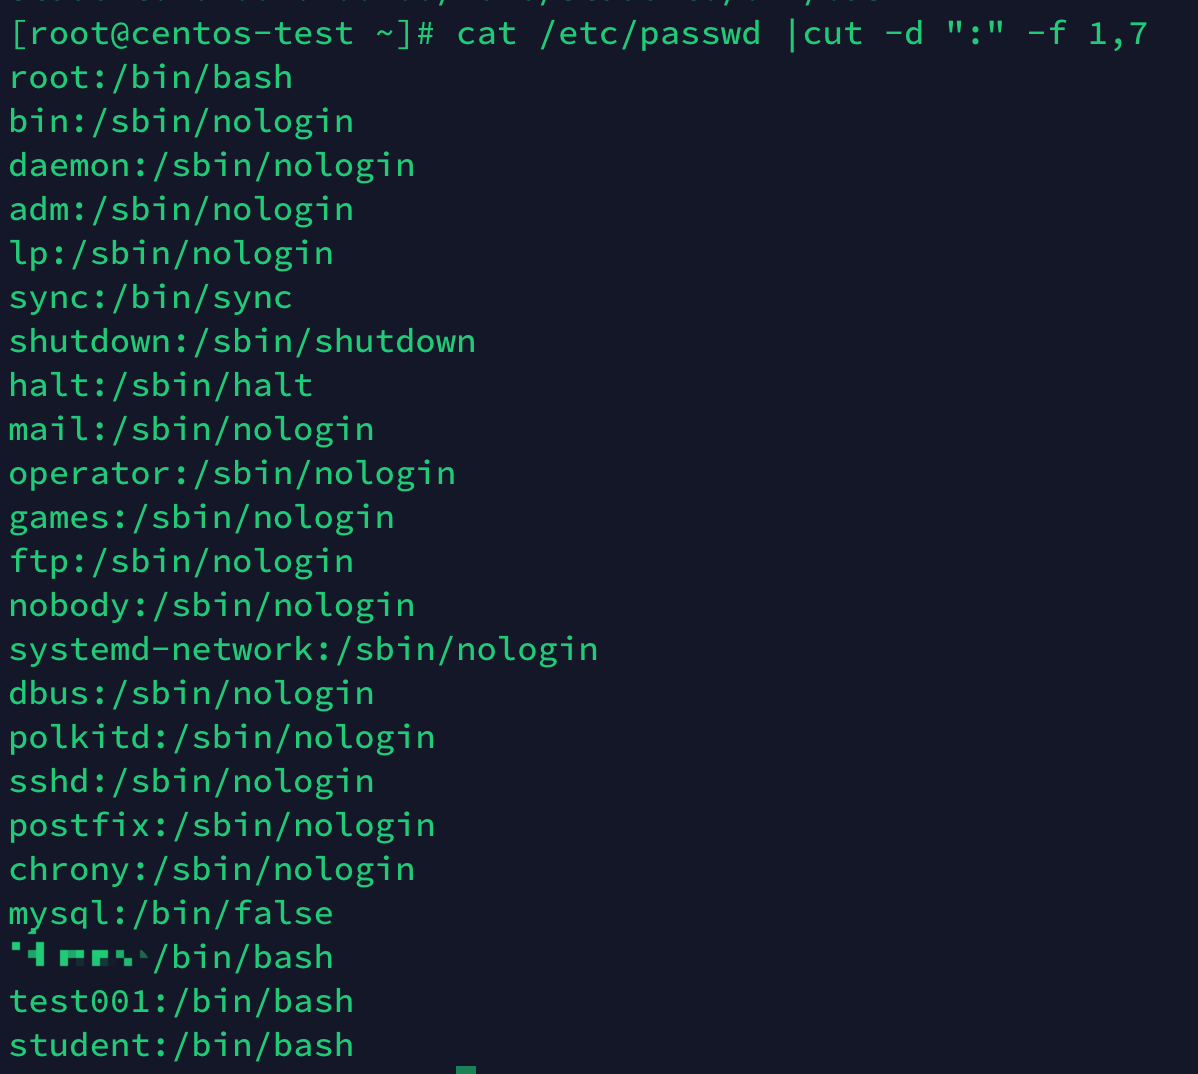 [root@centos-test ~]# cat /etc/passwd |cut -d ":" -f 1,7
root:/bin/bash
bin:/sbin/nologin
daemon:/sbin/nologin
adm:/sbin/nologin
lp:/sbin/nologin
sync:/bin/sync
shutdown:/sbin/shutdown
halt:/sbin/halt
mail:/sbin/nologin
operator:/sbin/nologin
games:/sbin/nologin
ftp:/sbin/nologin
nobody:/sbin/nologin
systemd-network:/sbin/nologin
dbus:/sbin/nologin
polkitd:/sbin/nologin
sshd:/sbin/nologin
postfix:/sbin/nologin
chrony:/sbin/nologin
mysql:/bin/false
/bin/bash
test001:/bin/bash
student:/bin/bash